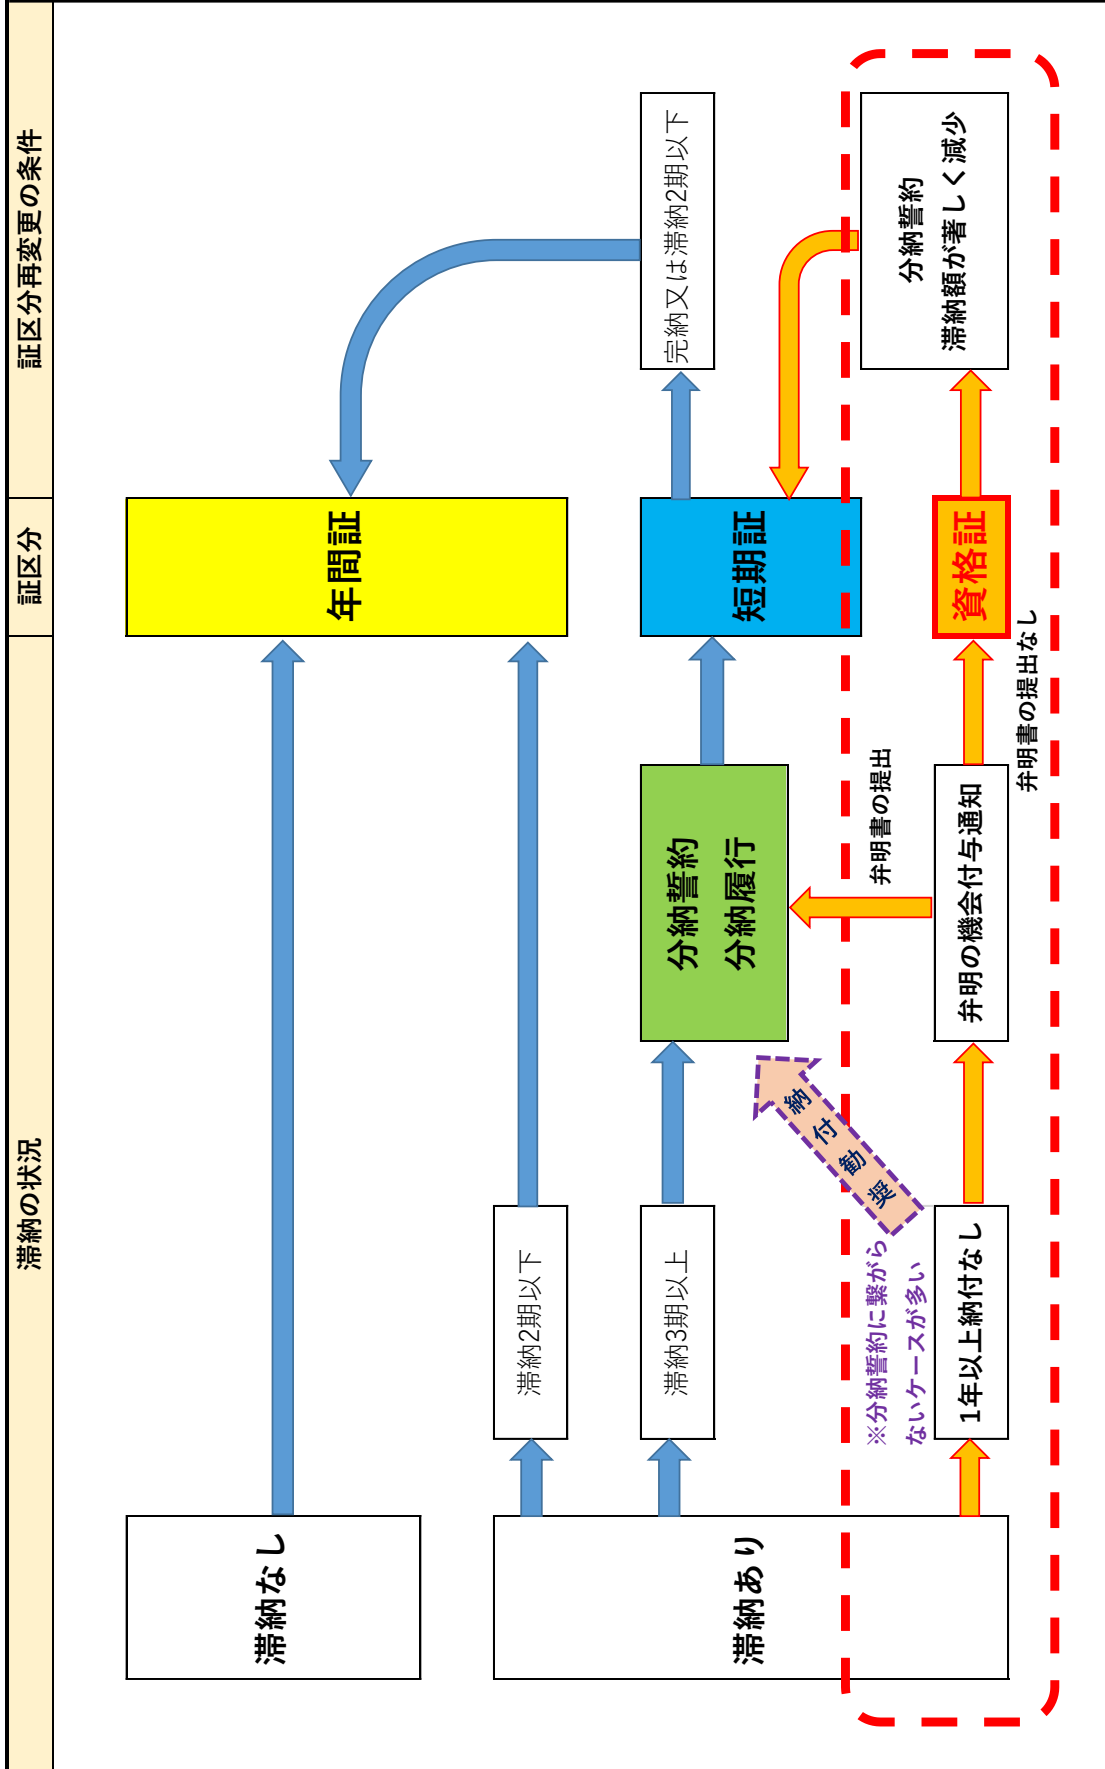 滞納の状況
証区分
証区分再変更の条件
滞納なし
年間証
滞納あり
滞納2期以下
滞納3期以上
分納誓約
分納履行
短期証
完納又は滞納2期以下
納付勧奨
※分納誓約に繋がら
ないケースが多い
弁明書の提出
1年以上納付なし
弁明の機会付与通知
弁明書の提出なし
資格証
分納誓約
滞納額が著しく減少